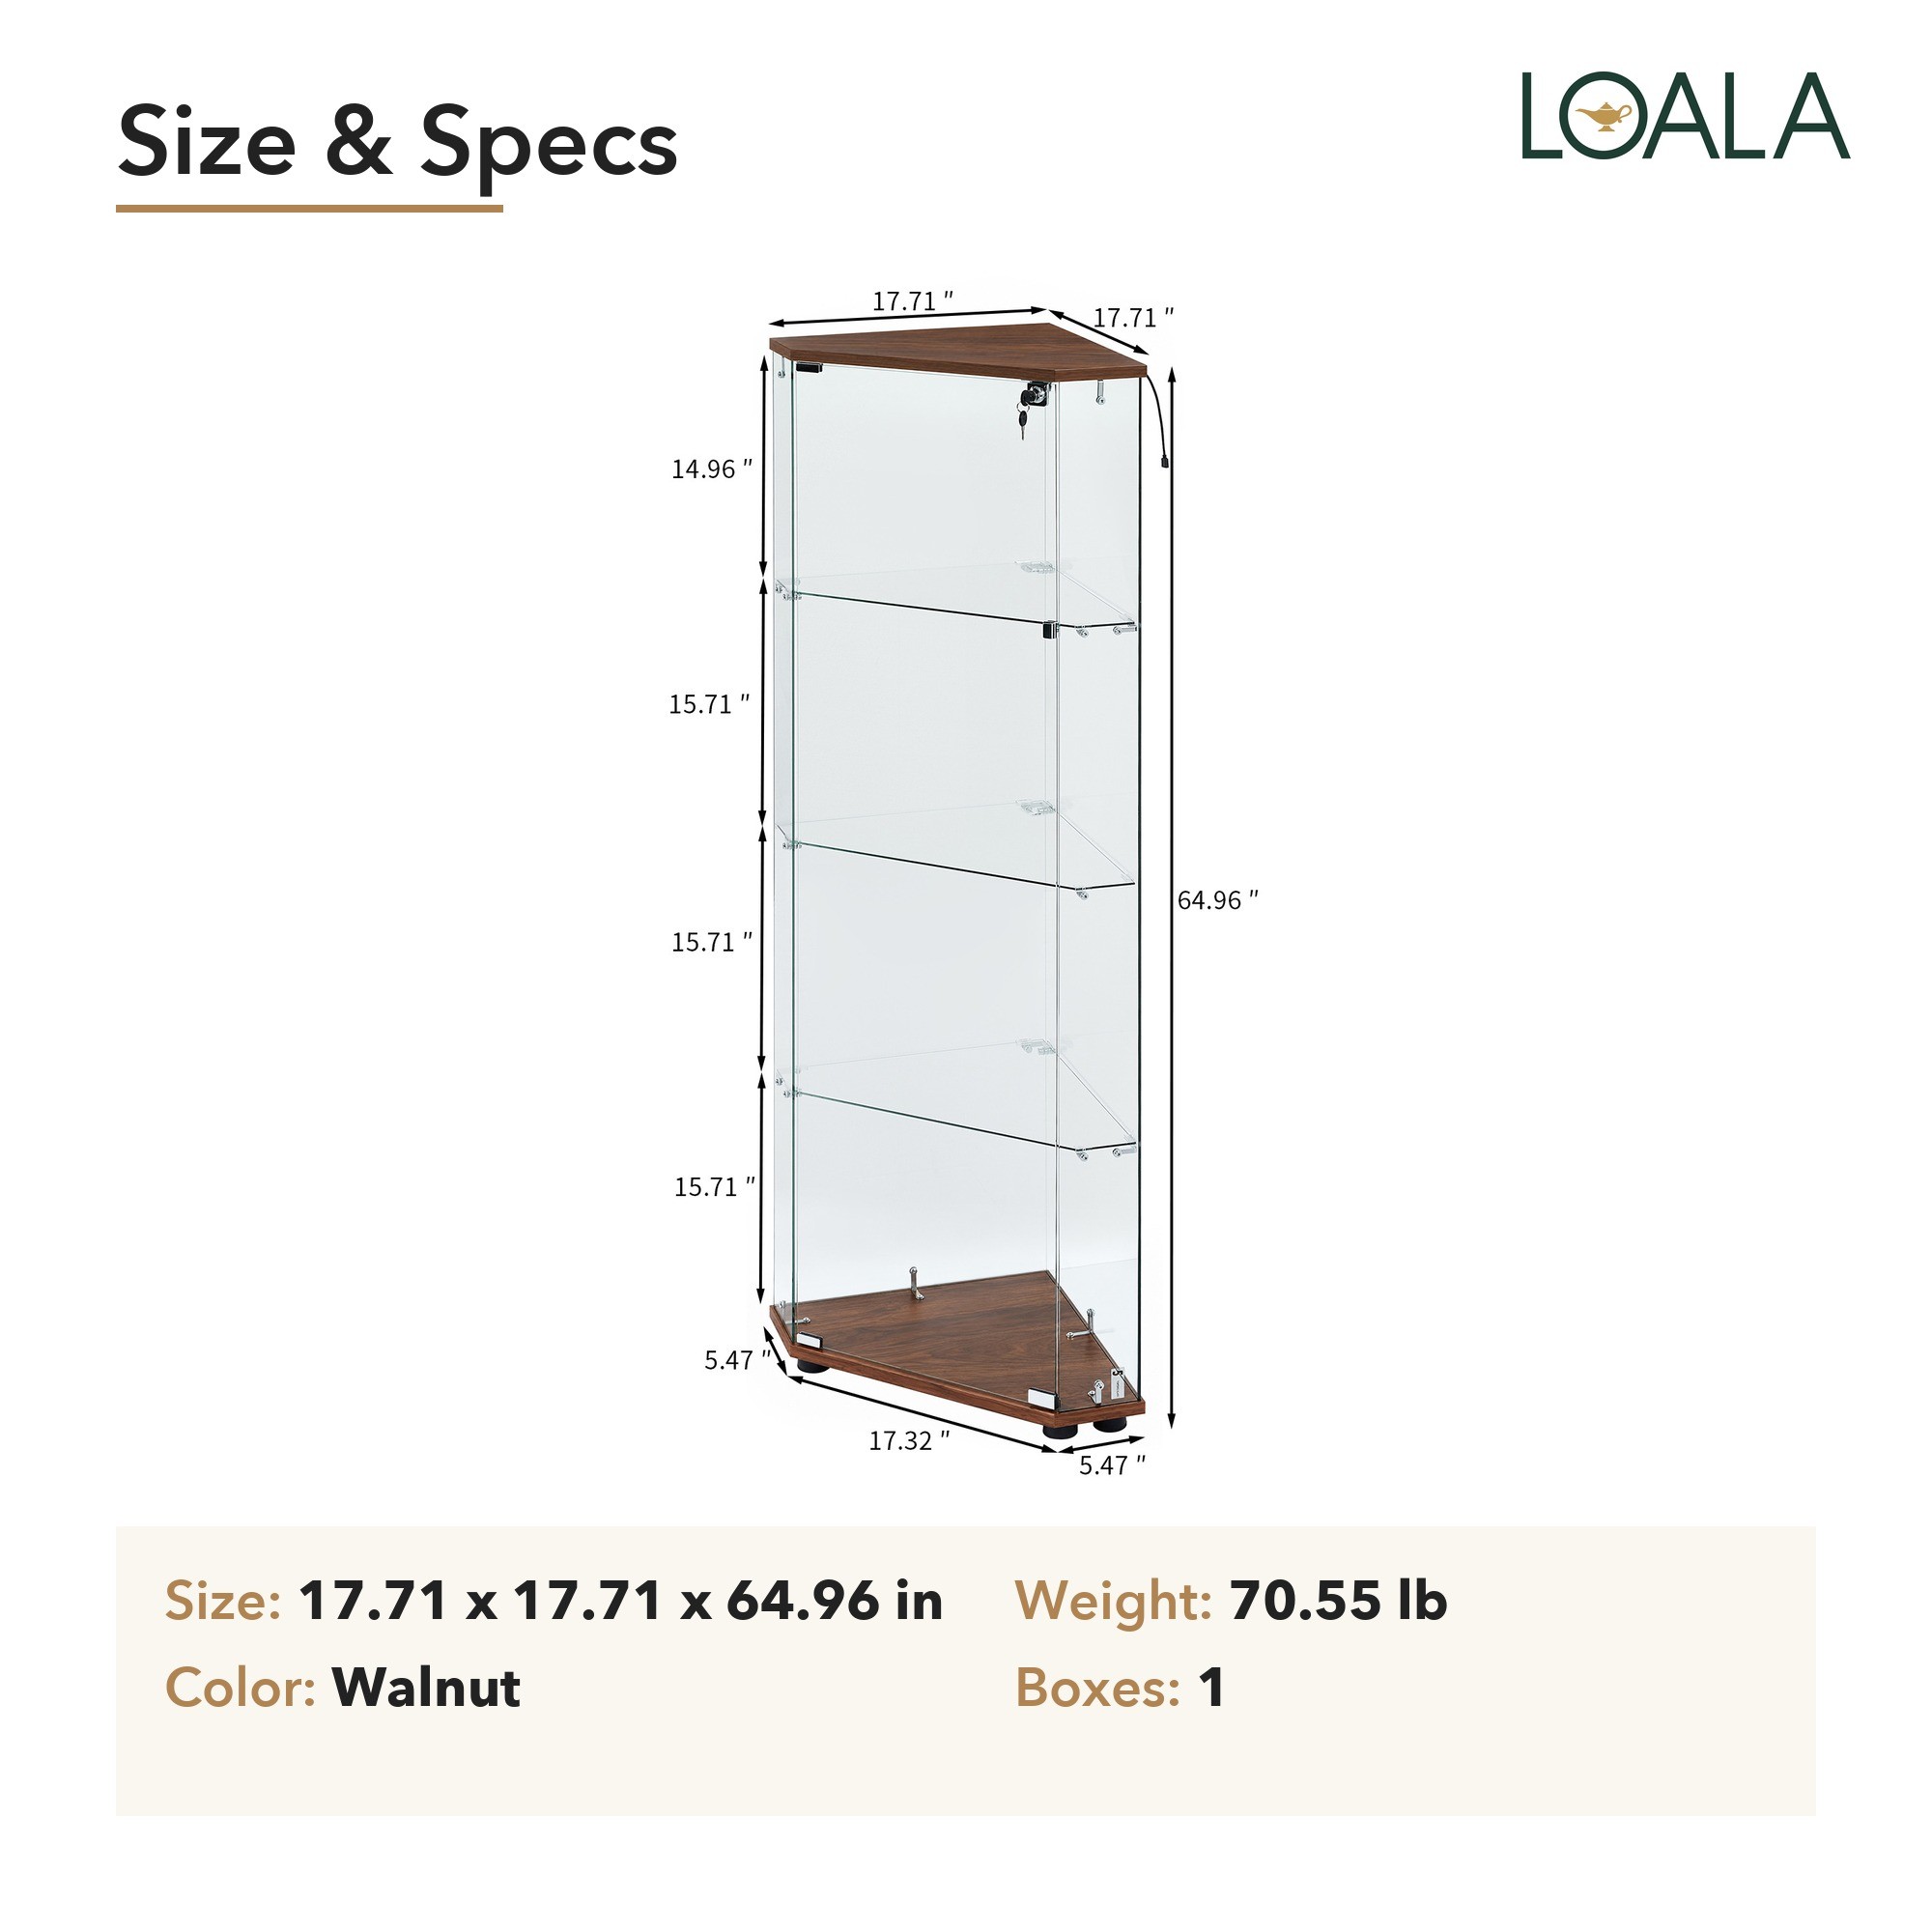 Size & Specs
LOALA
17.71 "
17.71 "
14.96 "
15.71 "
64.96 "
15.71 "
15.71 "
5.47 "
17.32 "
5.47 "
Size: 17.71 x 17.71 x 64.96 in
Weight: 70.55 lb
Color: Walnut
Boxes: 1